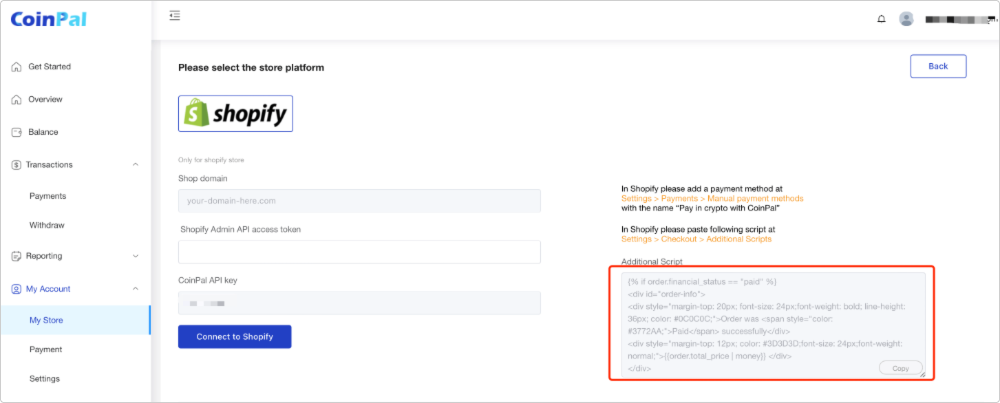 CoinPal
Please select the store platform
Back
Get Started
Overview
Balance
Transactions
Payments
Withdraw
Reporting
My Account
My Store
Payment
Settings
shopify
Only for shopify store
Shop domain
your-domain-here.com
Shopify Admin API access token
CoinPal API key
Connect to Shopify
In Shopify please add a payment method at
Settings > Payments > Manual payment methods
with the name “Pay in crypto with CoinPal”
In Shopify please paste following script at
Settings > Checkout > Additional Scripts
Additional Script
{% if order.financial_status == "paid" %}
<div id="order-info">
<div style="margin-top: 20px; font-size: 24px;font-weight: bold; line-height:
36px; color: #0C0C0C;">Order was <span style="color:
#3772AA;">Paid</span> successfully</div>
<div style="margin-top: 12px; color: #3D3D3D;font-size: 24px;font-weight:
normal;">{{order.total_price | money}} </div>
</div>
Copy